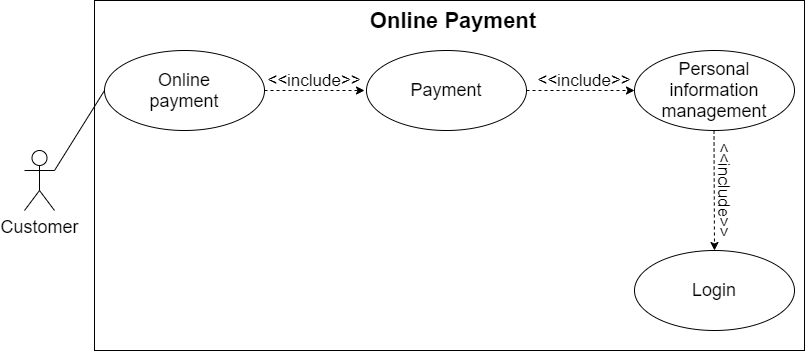 Online Payment
Online
payment
<<include>>
Payment
<<include>>
Personal
information
management
<<include>>
Customer
Login